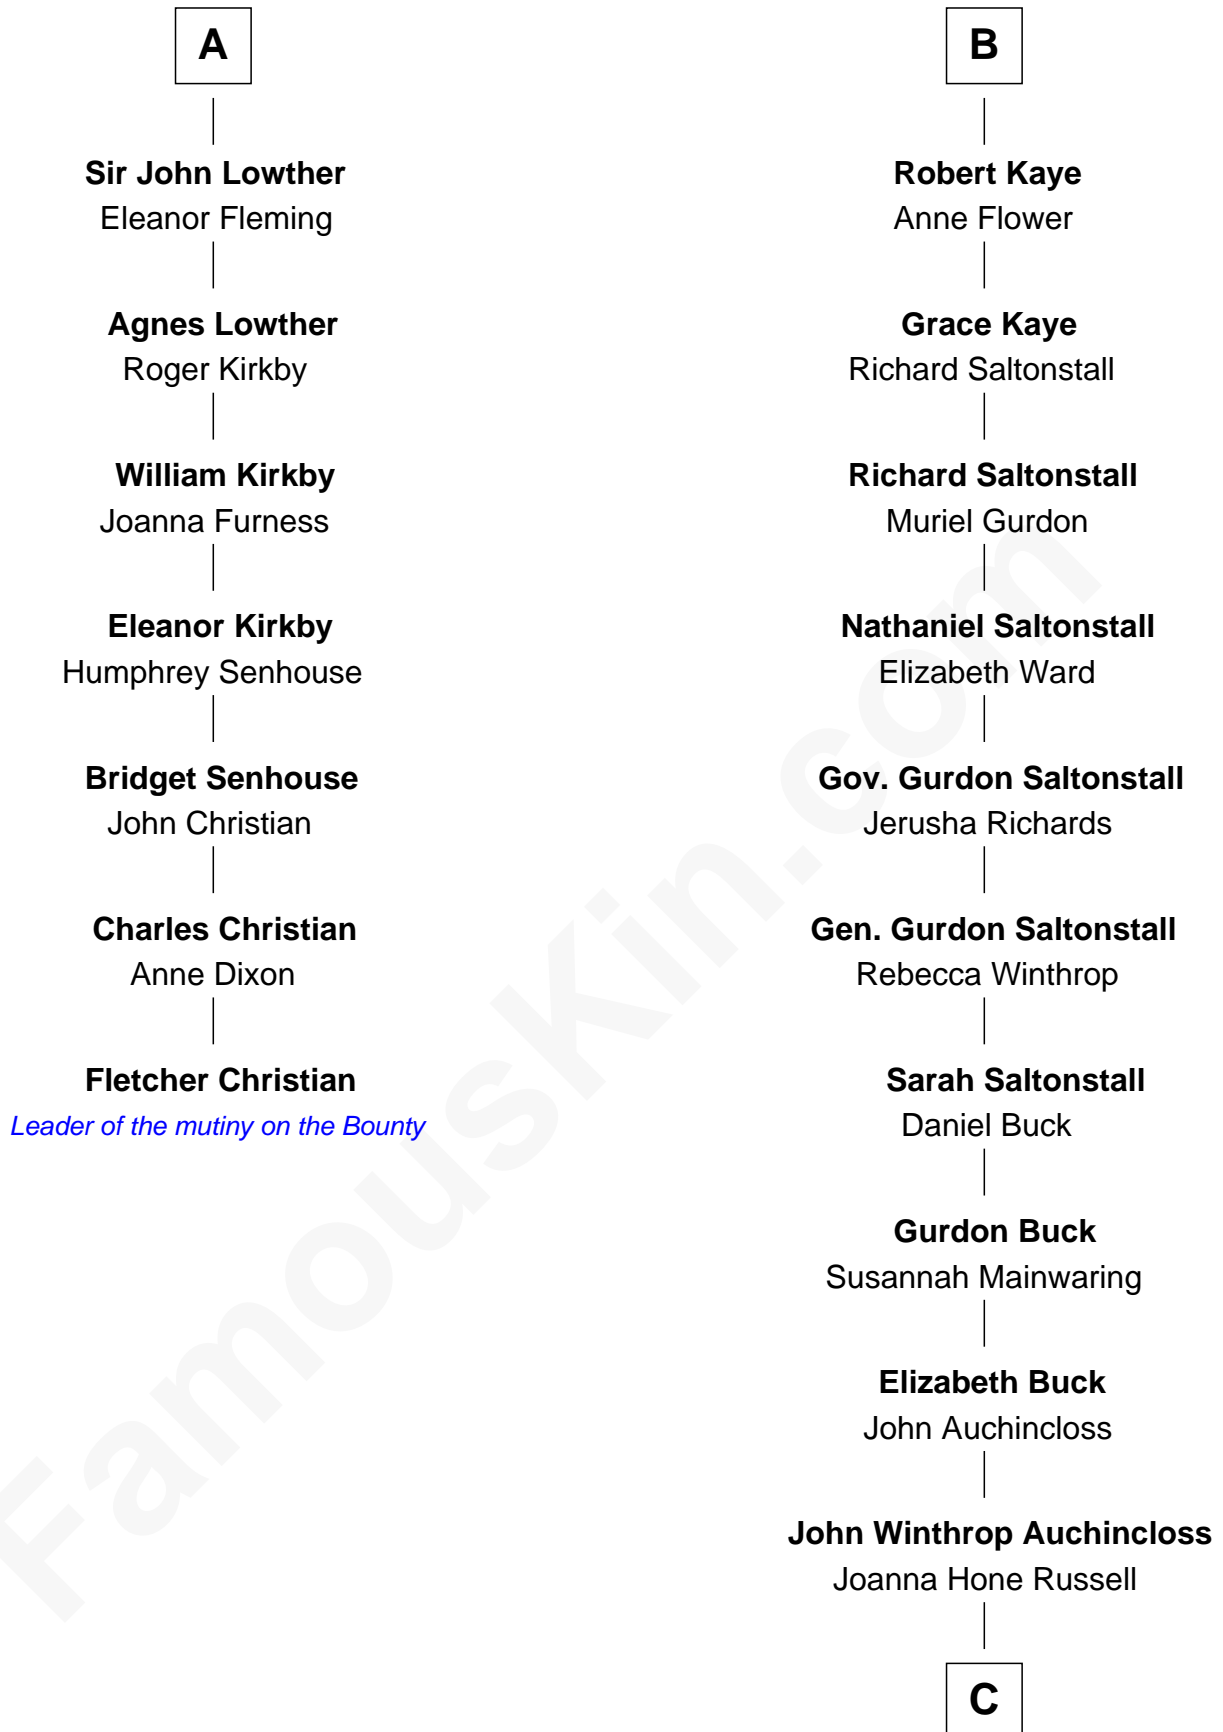 A
Sir John Lowther
Eleanor Fleming
Agnes Lowther
Roger Kirkby
William Kirkby
Joanna Furness
Eleanor Kirkby
Humphrey Senhouse
Bridget Senhouse
John Christian
Charles Christian
Anne Dixon
Fletcher Christian
Leader of the mutiny on the Bounty
B
Robert Kaye
Anne Flower
Grace Kaye
Richard Saltonstall
Richard Saltonstall
Muriel Gurdon
Nathaniel Saltonstall
Elizabeth Ward
Gov. Gurdon Saltonstall
Jerusha Richards
Gen. Gurdon Saltonstall
Rebecca Winthrop
Sarah Saltonstall
Daniel Buck
Gurdon Buck
Susannah Mainwaring
Elizabeth Buck
John Auchincloss
John Winthrop Auchincloss
Joanna Hone Russell
C
FamousKin.com